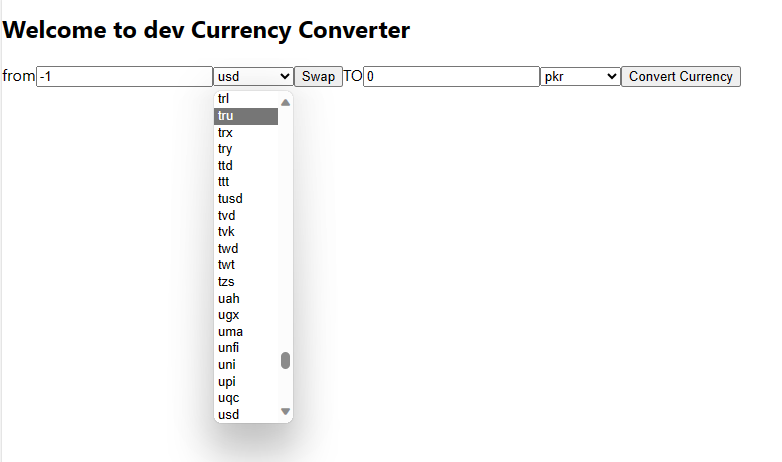 Welcome to dev Currency Converter
from -1 usd Swap TO 0 pkr Convert Currency
trl
tru
trx
try
ttd
ttt
tusd
tvd
tvk
twd
twt
tzs
uah
ugx
uma
unfi
uni
upi
uqc
usd